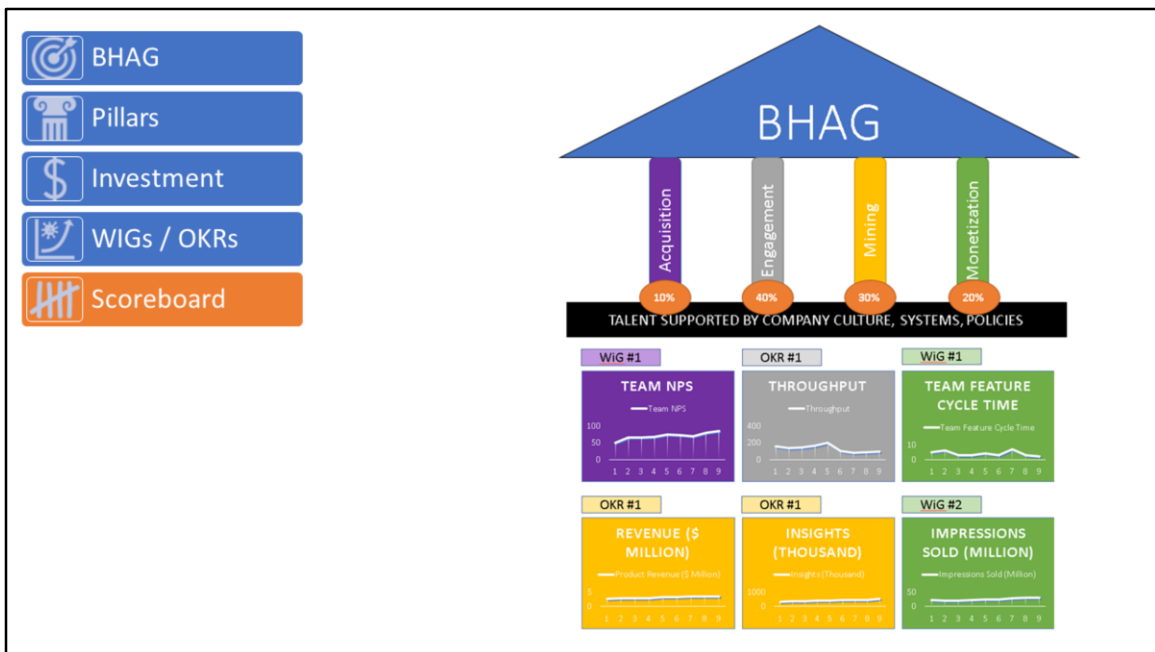 BHAG
Pillars
Investment
WIGs / OKRs
Scoreboard
BHAG
Acquisition
Engagement
Mining
Monetization
10%
40%
30%
20%
TALENT SUPPORTED BY COMPANY CULTURE, SYSTEMS, POLICIES
WiG #1
TEAM NPS
Team NPS
100
50
0
1 2 3 4 5 6 7 8 9
OKR #1
THROUGHPUT
Throughput
400
200
0
1 2 3 4 5 6 7 8 9
WiG #1
TEAM FEATURE
CYCLE TIME
Team Feature Cycle Time
10
0
1 2 3 4 5 6 7 8 9
OKR #1
REVENUE ($
MILLION)
Product Revenue ($ Million)
5
0
1 2 3 4 5 6 7 8 9
OKR #1
INSIGHTS
(THOUSAND)
Insights (Thousand)
1000
0
1 2 3 4 5 6 7 8 9
WiG #2
IMPRESSIONS
SOLD (MILLION)
Impressions Sold (Million)
50
0
1 2 3 4 5 6 7 8 9